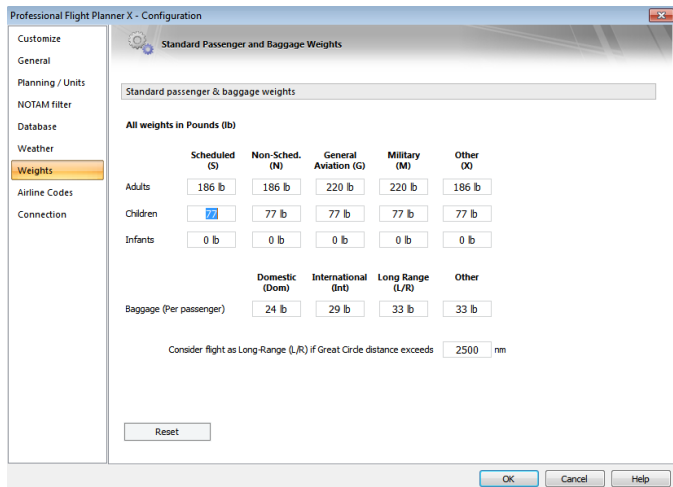 Professional Flight Planner X - Configuration
Customize
General
Planning / Units
NOTAM filter
Database
Weather
Weights
Airline Codes
Connection
Standard Passenger and Baggage Weights
Standard passenger & baggage weights
All weights in Pounds (lb)
Scheduled (S) Non-Sched. (N) General Aviation (G) Military (M) Other (X)
Adults 186 lb 186 lb 220 lb 220 lb 186 lb
Children 77 77 lb 77 lb 77 lb 77 lb
Infants 0 lb 0 lb 0 lb 0 lb 0 lb
Domestic (Dom) International (Int) Long Range (L/R) Other
Baggage (Per passenger) 24 lb 29 lb 33 lb 33 lb
Consider flight as Long-Range (L/R) if Great Circle distance exceeds 2500 nm
Reset
OK Cancel Help